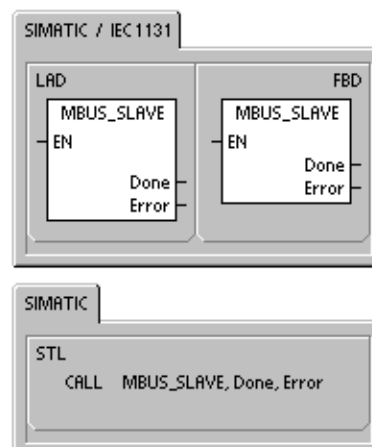 SIMATIC / IEC1131
LAD
FBD
MBUS_SLAVE
EN
Done
Error
MBUS_SLAVE
EN
Done
Error
SIMATIC
STL
CALL MBUS_SLAVE, Done, Error